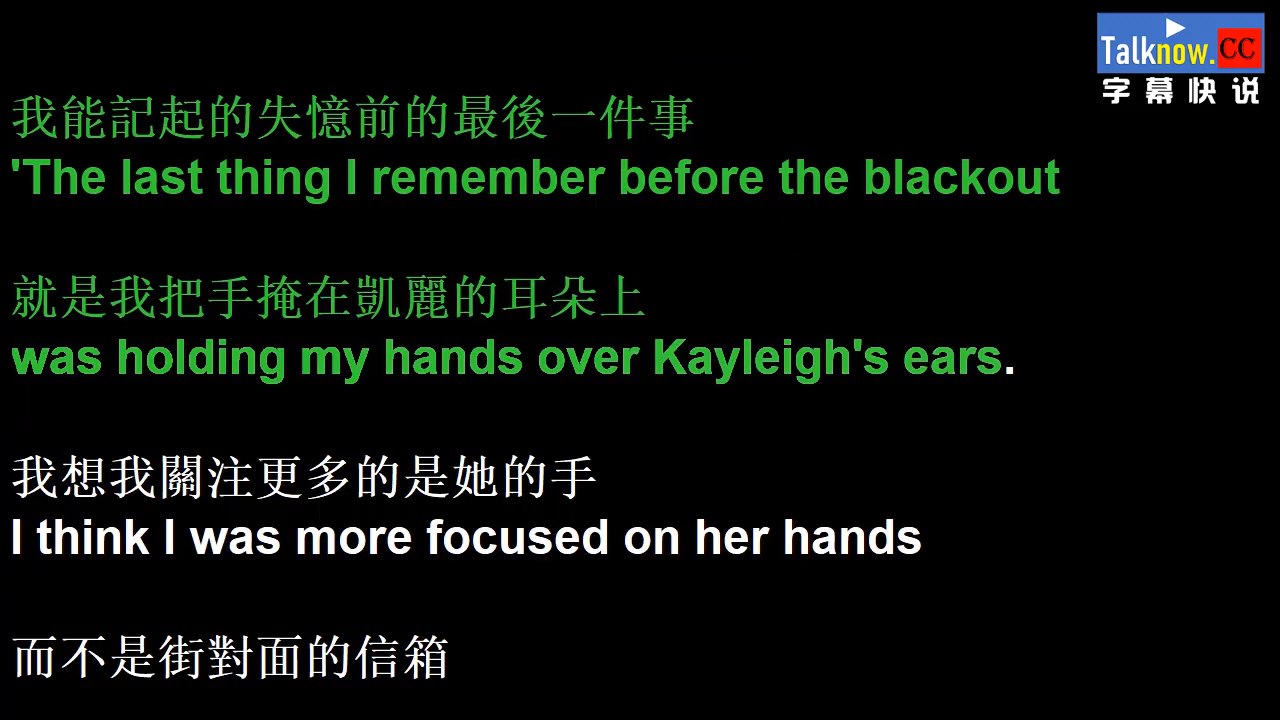 Talknow.CC
字幕快说
我能記起的失憶前的最後一件事
'The last thing I remember before the blackout
就是我把手掩在凱麗的耳朵上
was holding my hands over Kayleigh's ears.
我想我關注更多的是她的手
I think I was more focused on her hands
而不是街對面的信箱